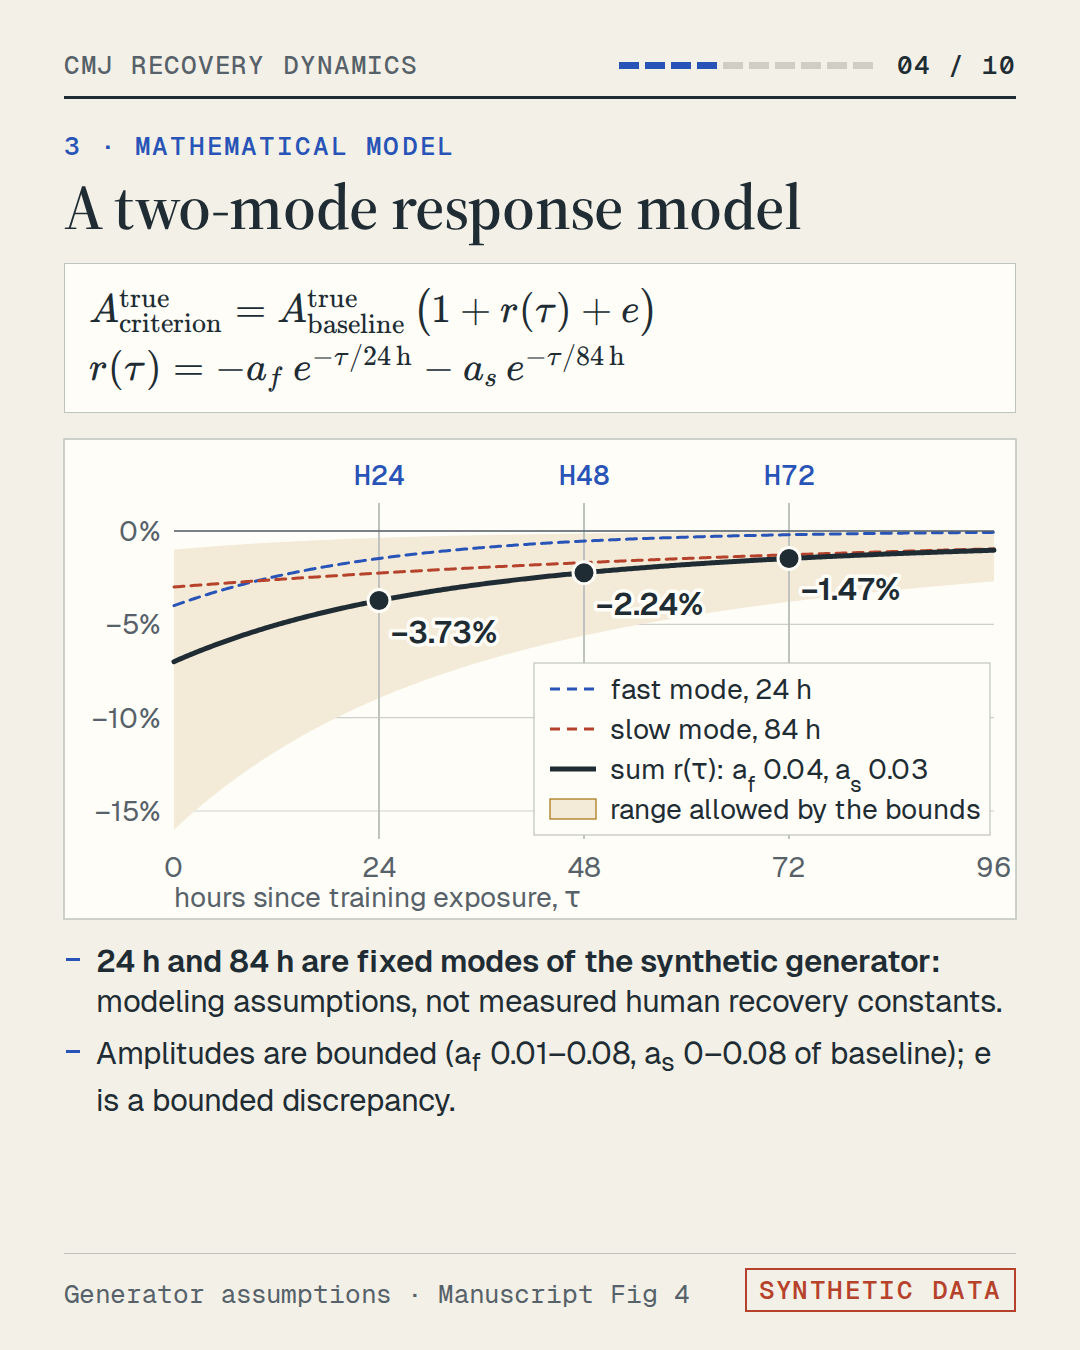 CMJ RECOVERY DYNAMICS
04 / 10
3 · MATHEMATICAL MODEL
A two-mode response model
A^true_criterion = A^true_baseline (1 + r(τ) + e)
r(τ) = −a_f e^{−τ/24 h} − a_s e^{−τ/84 h}
H24 H48 H72
0%
−5%
−10%
−15%
−3.73%
−2.24%
−1.47%
fast mode, 24 h
slow mode, 84 h
sum r(τ): a_f 0.04, a_s 0.03
range allowed by the bounds
0 24 48 72 96
hours since training exposure, τ
– 24 h and 84 h are fixed modes of the synthetic generator:
modeling assumptions, not measured human recovery constants.
– Amplitudes are bounded (a_f 0.01–0.08, a_s 0–0.08 of baseline); e
is a bounded discrepancy.
Generator assumptions · Manuscript Fig 4
SYNTHETIC DATA